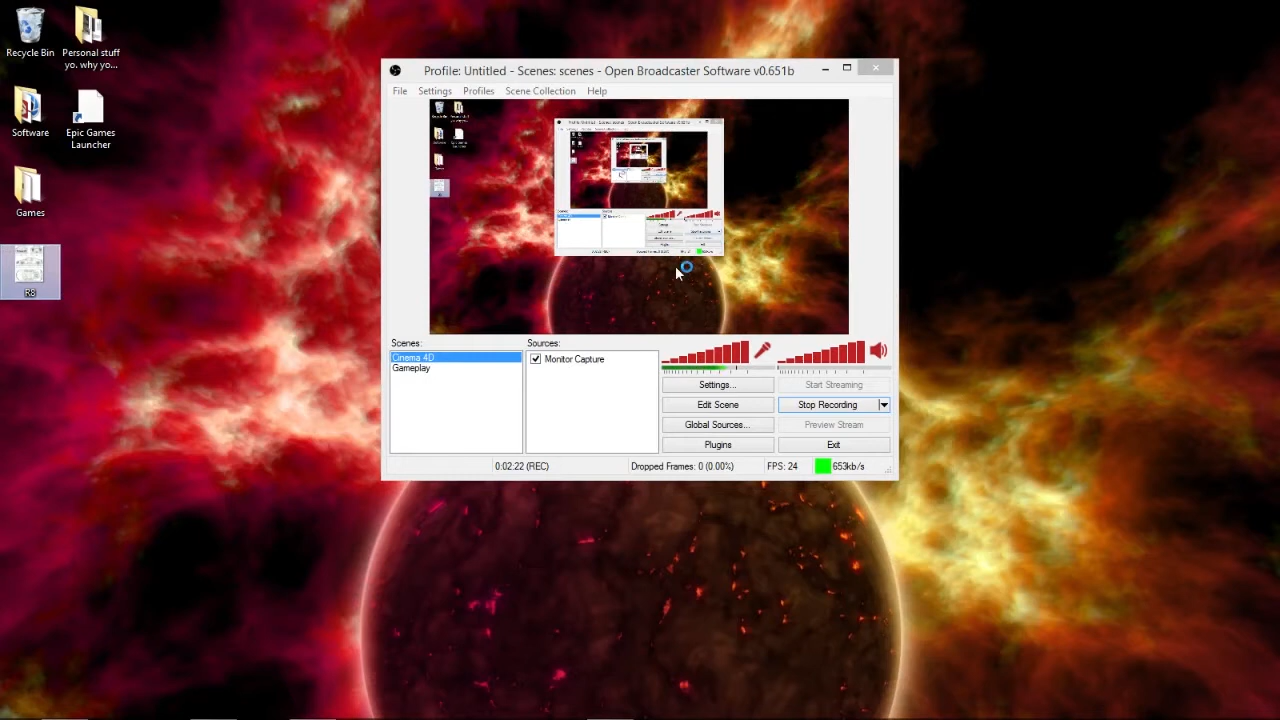 Recycle Bin
Personal stuff
yo. why yo...
Software
Epic Games
Launcher
Games
R8
Profile: Untitled - Scenes: scenes - Open Broadcaster Software v0.651b
File Settings Profiles Scene Collection Help
Scenes:
Cinema 4D
Gameplay
Sources:
Monitor Capture
Settings...
Start Streaming
Edit Scene
Stop Recording
Global Sources...
Preview Stream
Plugins
Exit
0:02:22 (REC)
Dropped Frames: 0 (0.00%)
FPS: 24
653kb/s